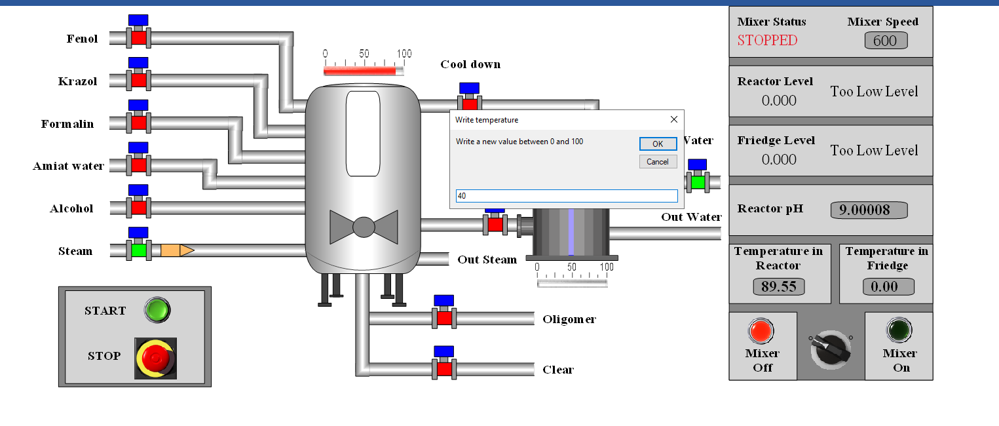 Fenol
Krazol
Formalin
Amiat water
Alcohol
Steam
START
STOP
0 50 100
Cool down
Write temperature
Write a new value between 0 and 100
OK
Cancel
40
Out Water
Out Steam
0 50 100
Oligomer
Clear
Mixer Status
STOPPED
Mixer Speed
600
Reactor Level
0.000
Too Low Level
Friedge Level
0.000
Too Low Level
Reactor pH
9.00008
Temperature in
Reactor
89.55
Temperature in
Friedge
0.00
Mixer
Off
Mixer
On